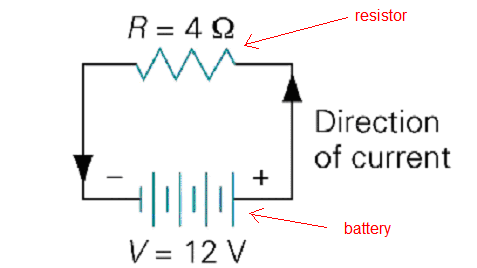 resistor
R = 4 Ω
Direction
of current
− +
battery
V = 12 V